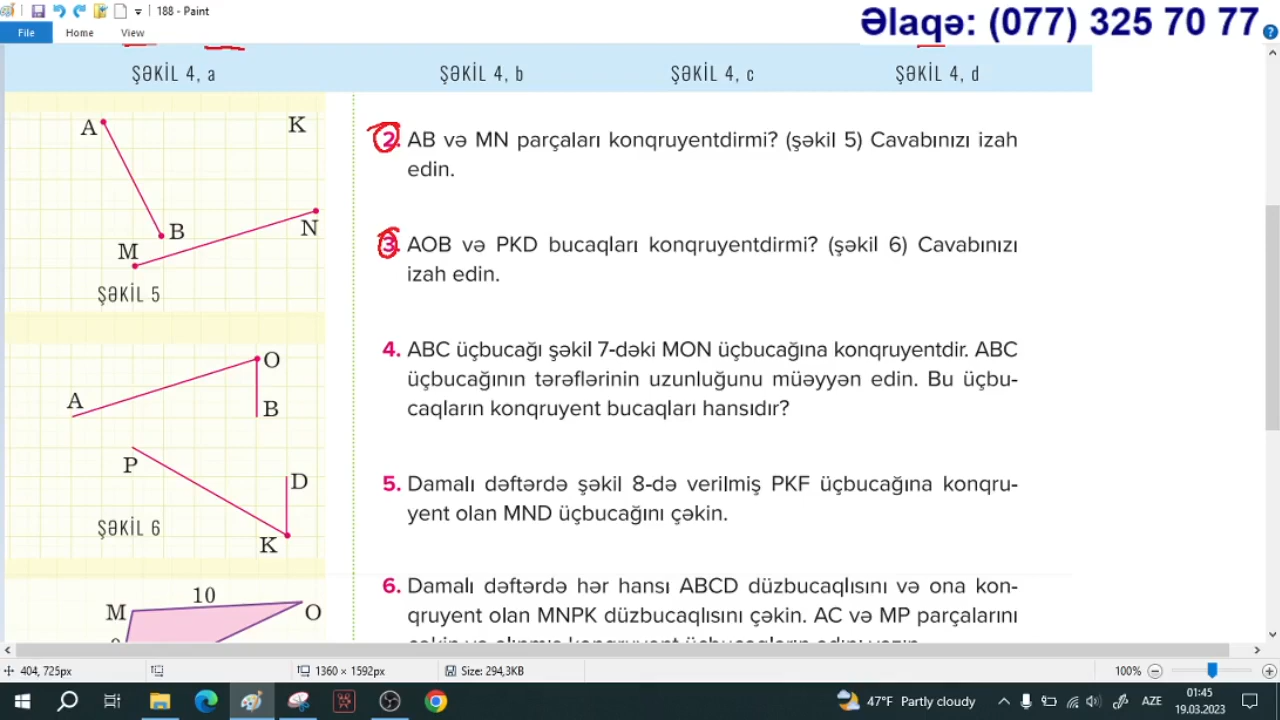 188 - Paint
Əlaqə: (077) 325 70 77
File Home View
ŞƏKİL 4, a ŞƏKİL 4, b ŞƏKİL 4, c ŞƏKİL 4, d
A
K
B
N
M
ŞƏKİL 5
O
A
B
P
D
ŞƏKİL 6
K
10
M
O
2. AB və MN parçaları konqruyentdirmi? (şəkil 5) Cavabınızı izah
edin.
3. AOB və PKD bucaqları konqruyentdirmi? (şəkil 6) Cavabınızı
izah edin.
4. ABC üçbucağı şəkil 7-dəki MON üçbucağına konqruyentdir. ABC
üçbucağının tərəflərinin uzunluğunu müəyyən edin. Bu üçbu-
caqların konqruyent bucaqları hansıdır?
5. Damalı dəftərdə şəkil 8-də verilmiş PKF üçbucağına konqru-
yent olan MND üçbucağını çəkin.
6. Damalı dəftərdə hər hansı ABCD düzbucaqlısını və ona kon-
qruyent olan MNPK düzbucaqlısını çəkin. AC və MP parçalarını
404, 725px 1360 × 1592px Size: 294,3KB 100%
47°F Partly cloudy AZE 01:45
19.03.2023